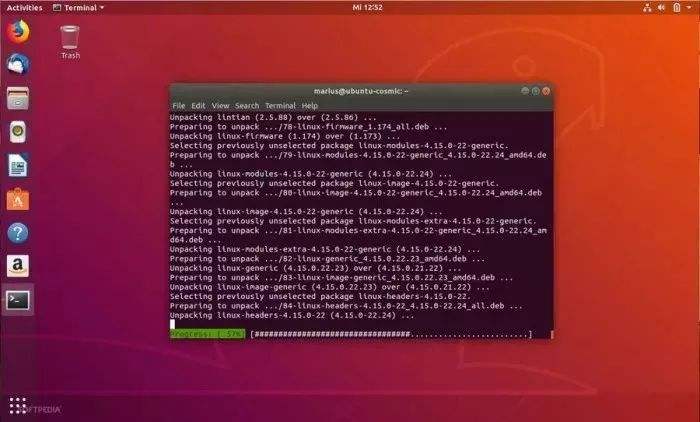 Activities
Terminal
Mi 12:52
Trash
marius@ubuntu-cosmic: ~
File Edit View Search Terminal Help
Unpacking lintian (2.5.88) over (2.5.86) ...
Preparing to unpack .../78-linux-firmware_1.174_all.deb ...
Unpacking linux-firmware (1.174) over (1.173) ...
Selecting previously unselected package linux-modules-4.15.0-22-generic.
Preparing to unpack .../79-linux-modules-4.15.0-22-generic_4.15.0-22.24_amd64.de
b ...
Unpacking linux-modules-4.15.0-22-generic (4.15.0-22.24) ...
Selecting previously unselected package linux-image-4.15.0-22-generic.
Preparing to unpack .../80-linux-image-4.15.0-22-generic_4.15.0-22.24_amd64.deb
...
Unpacking linux-image-4.15.0-22-generic (4.15.0-22.24) ...
Selecting previously unselected package linux-modules-extra-4.15.0-22-generic.
Preparing to unpack .../81-linux-modules-extra-4.15.0-22-generic_4.15.0-22.24_am
d64.deb ...
Unpacking linux-modules-extra-4.15.0-22-generic (4.15.0-22.24) ...
Preparing to unpack .../82-linux-generic_4.15.0.22.23_amd64.deb ...
Unpacking linux-generic (4.15.0.22.23) over (4.15.0.21.22) ...
Preparing to unpack .../83-linux-image-generic_4.15.0.22.23_amd64.deb ...
Unpacking linux-image-generic (4.15.0.22.23) over (4.15.0.21.22) ...
Selecting previously unselected package linux-headers-4.15.0-22.
Preparing to unpack .../84-linux-headers-4.15.0-22_4.15.0-22.24_all.deb ...
Unpacking linux-headers-4.15.0-22 (4.15.0-22.24) ...
Progress: [ 57%] [##################################..........................]
SOFTPEDIA